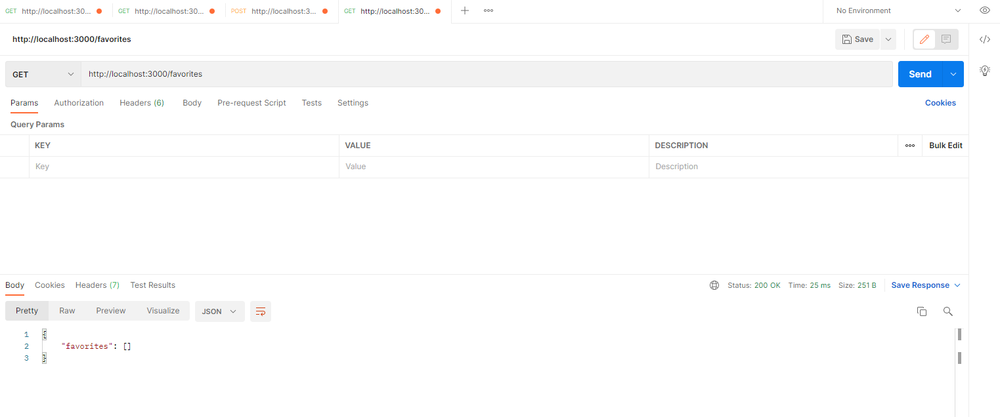 GET http://localhost:30... GET http://localhost:30... POST http://localhost:3... GET http://localhost:30... No Environment
http://localhost:3000/favorites Save
GET http://localhost:3000/favorites Send
Params Authorization Headers (6) Body Pre-request Script Tests Settings Cookies
Query Params
KEY VALUE DESCRIPTION Bulk Edit
Key Value Description
Body Cookies Headers (7) Test Results Status: 200 OK Time: 25 ms Size: 251 B Save Response
Pretty Raw Preview Visualize JSON
1 {
2 "favorites": []
3 }